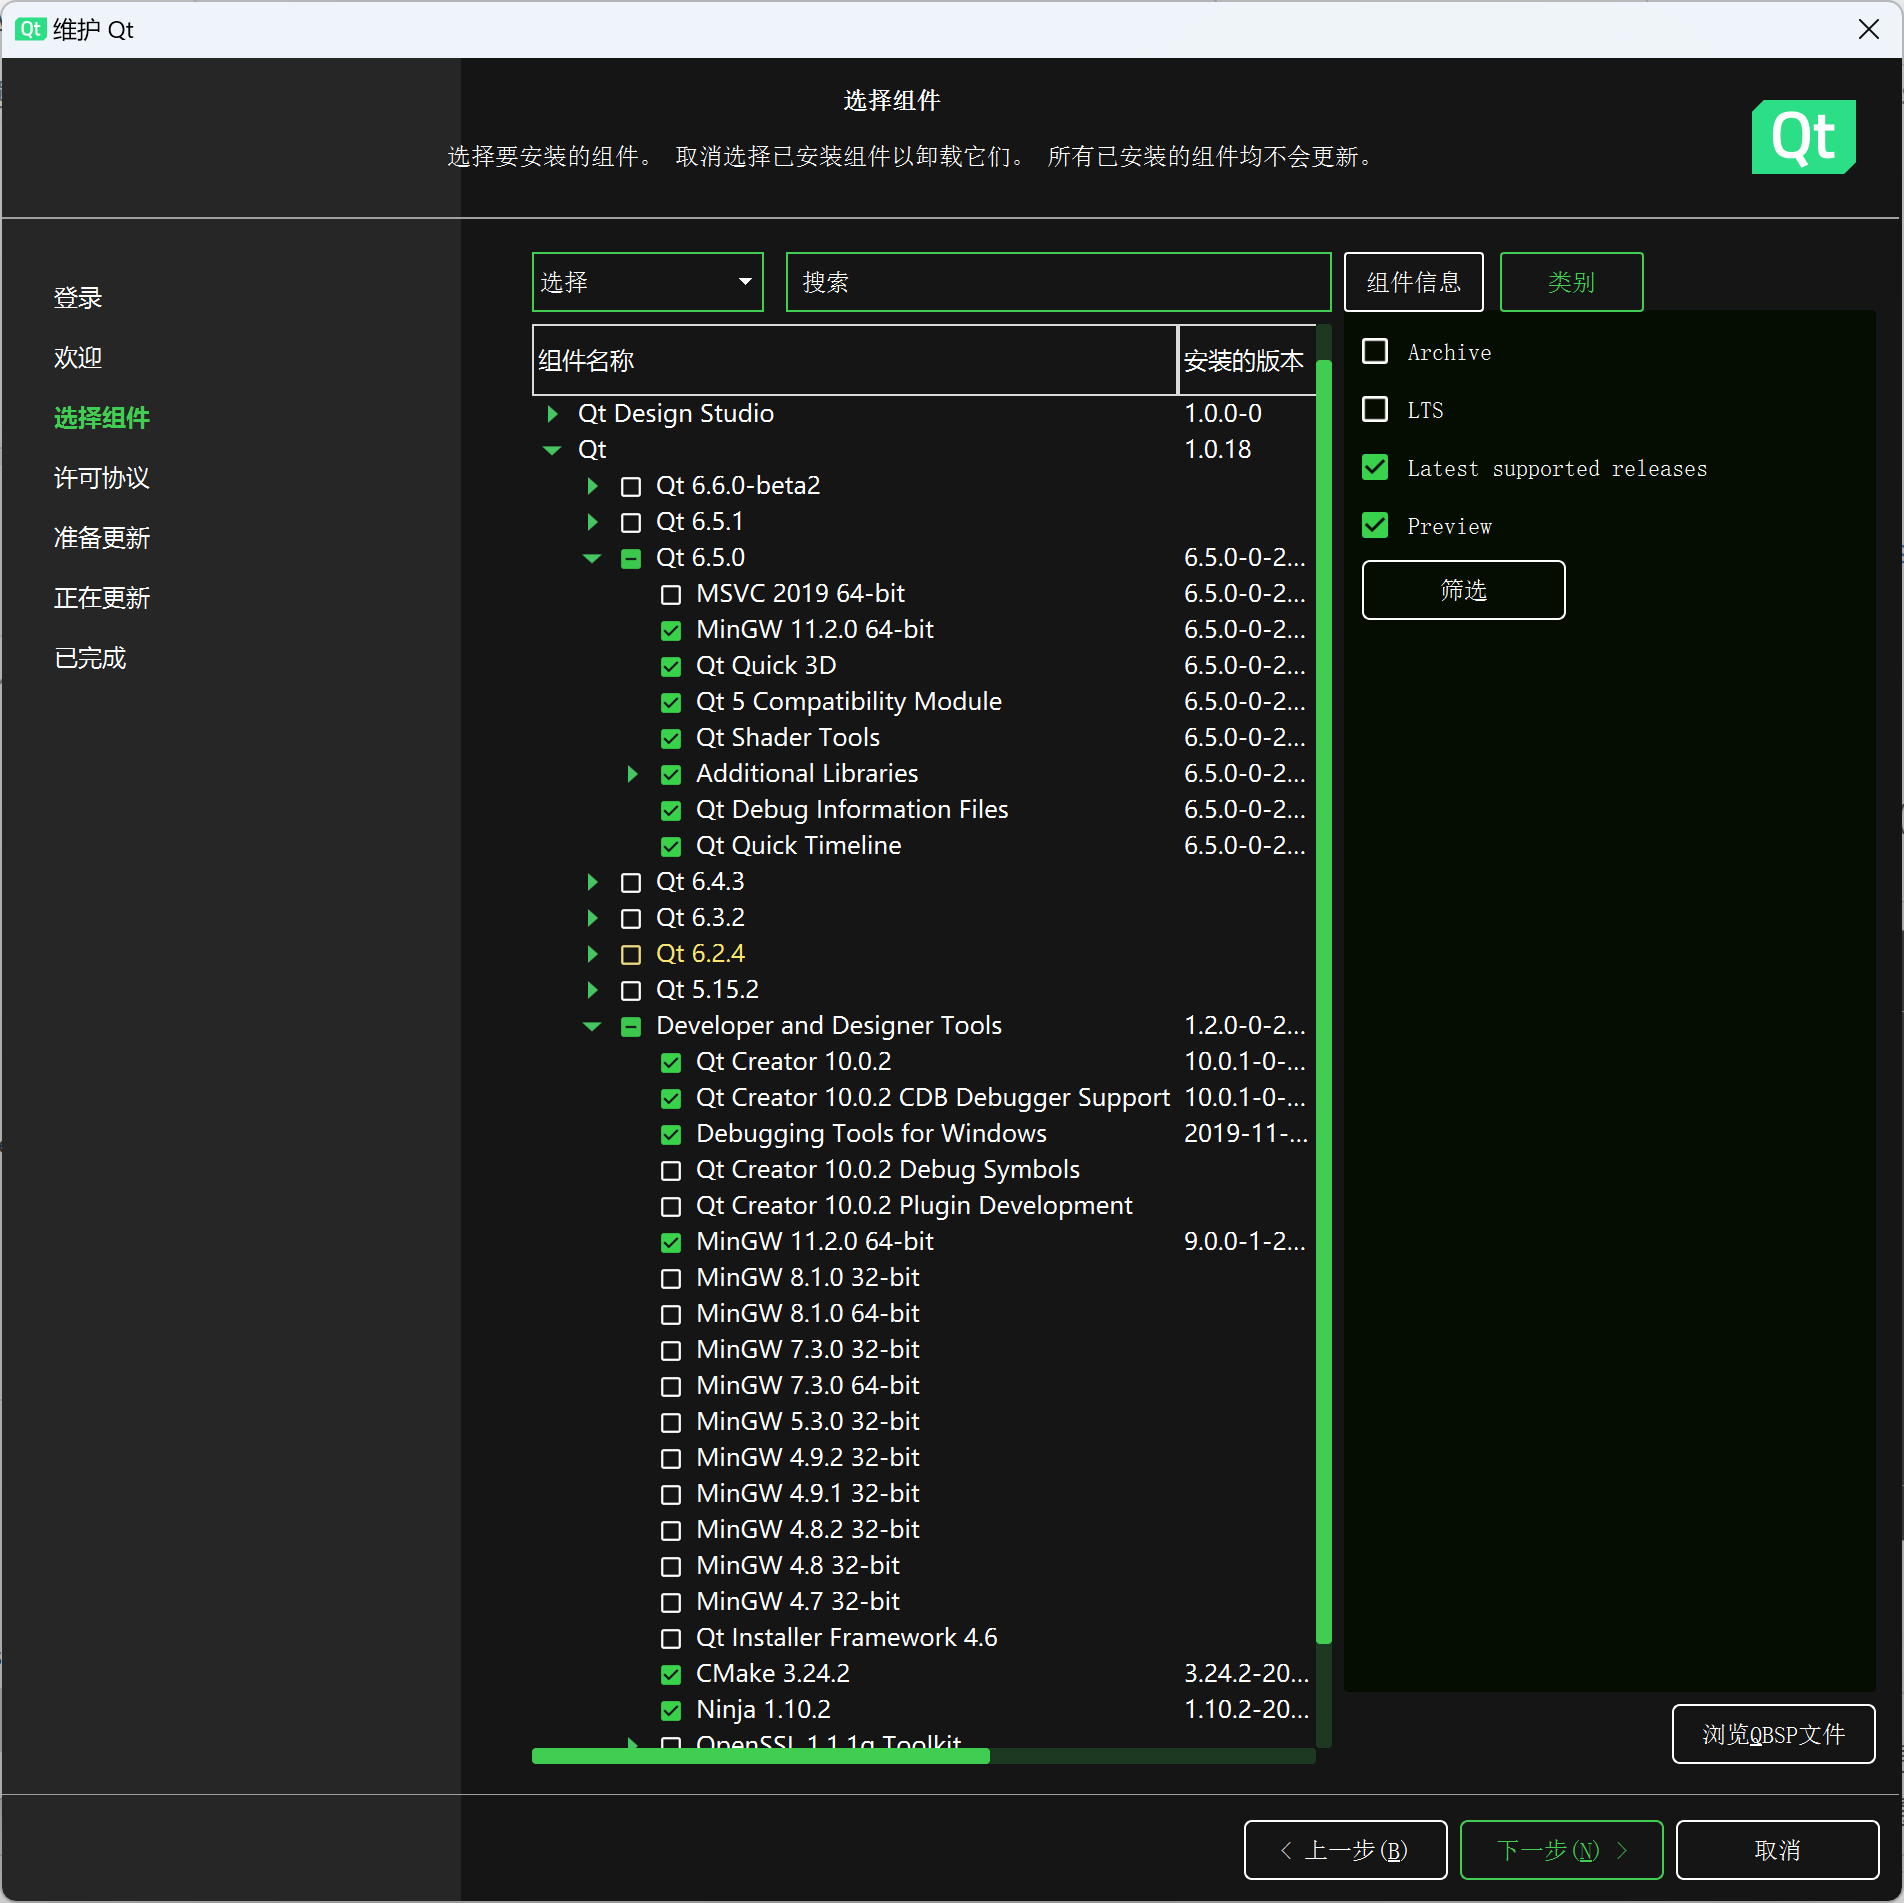 Qt 维护 Qt
选择组件
选择要安装的组件。 取消选择已安装组件以卸载它们。 所有已安装的组件均不会更新。
Qt
登录
欢迎
选择组件
许可协议
准备更新
正在更新
已完成
选择
搜索
组件信息
类别
组件名称 安装的版本
Qt Design Studio 1.0.0-0
Qt 1.0.18
Qt 6.6.0-beta2
Qt 6.5.1
Qt 6.5.0 6.5.0-0-2...
MSVC 2019 64-bit 6.5.0-0-2...
MinGW 11.2.0 64-bit 6.5.0-0-2...
Qt Quick 3D 6.5.0-0-2...
Qt 5 Compatibility Module 6.5.0-0-2...
Qt Shader Tools 6.5.0-0-2...
Additional Libraries 6.5.0-0-2...
Qt Debug Information Files 6.5.0-0-2...
Qt Quick Timeline 6.5.0-0-2...
Qt 6.4.3
Qt 6.3.2
Qt 6.2.4
Qt 5.15.2
Developer and Designer Tools 1.2.0-0-2...
Qt Creator 10.0.2 10.0.1-0-...
Qt Creator 10.0.2 CDB Debugger Support 10.0.1-0-...
Debugging Tools for Windows 2019-11-...
Qt Creator 10.0.2 Debug Symbols
Qt Creator 10.0.2 Plugin Development
MinGW 11.2.0 64-bit 9.0.0-1-2...
MinGW 8.1.0 32-bit
MinGW 8.1.0 64-bit
MinGW 7.3.0 32-bit
MinGW 7.3.0 64-bit
MinGW 5.3.0 32-bit
MinGW 4.9.2 32-bit
MinGW 4.9.1 32-bit
MinGW 4.8.2 32-bit
MinGW 4.8 32-bit
MinGW 4.7 32-bit
Qt Installer Framework 4.6
CMake 3.24.2 3.24.2-20...
Ninja 1.10.2 1.10.2-20...
OpenSSL 1.1.1q Toolkit
Archive
LTS
Latest supported releases
Preview
筛选
浏览QBSP文件
上一步(B)
下一步(N)
取消